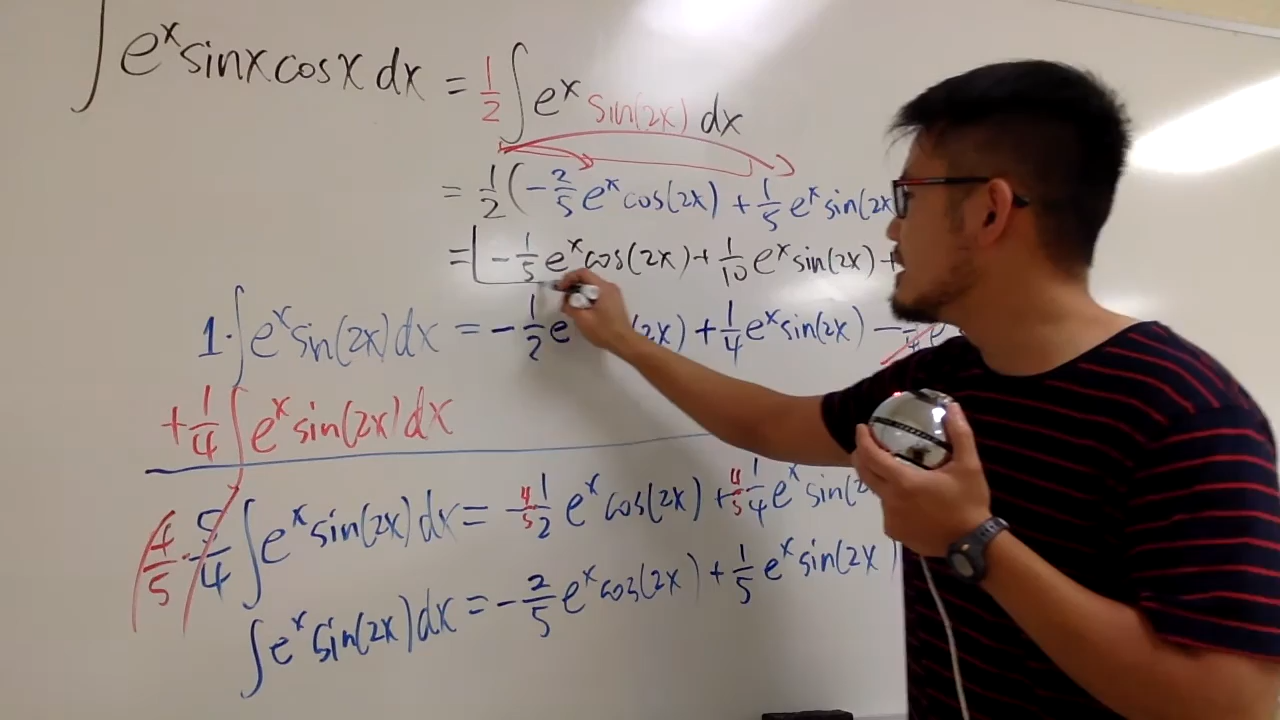 ∫ e^x sinx cosx dx = 1/2 ∫ e^x sin(2x) dx
= 1/2 (-2/5 e^x cos(2x) + 1/5 e^x sin(2x
= -1/5 e^x cos(2x) + 1/10 e^x sin(2x) +
1·∫ e^x sin(2x) dx = -1/2 e 2x) + 1/4 e^x sin(2x) - 1/4 e
+ 1/4 ∫ e^x sin(2x) dx
4/5 · 5/4 ∫ e^x sin(2x) dx = -4/5 1/2 e^x cos(2x) + 4/5 1/4 e^x sin(2
∫ e^x sin(2x) dx = -2/5 e^x cos(2x) + 1/5 e^x sin(2x